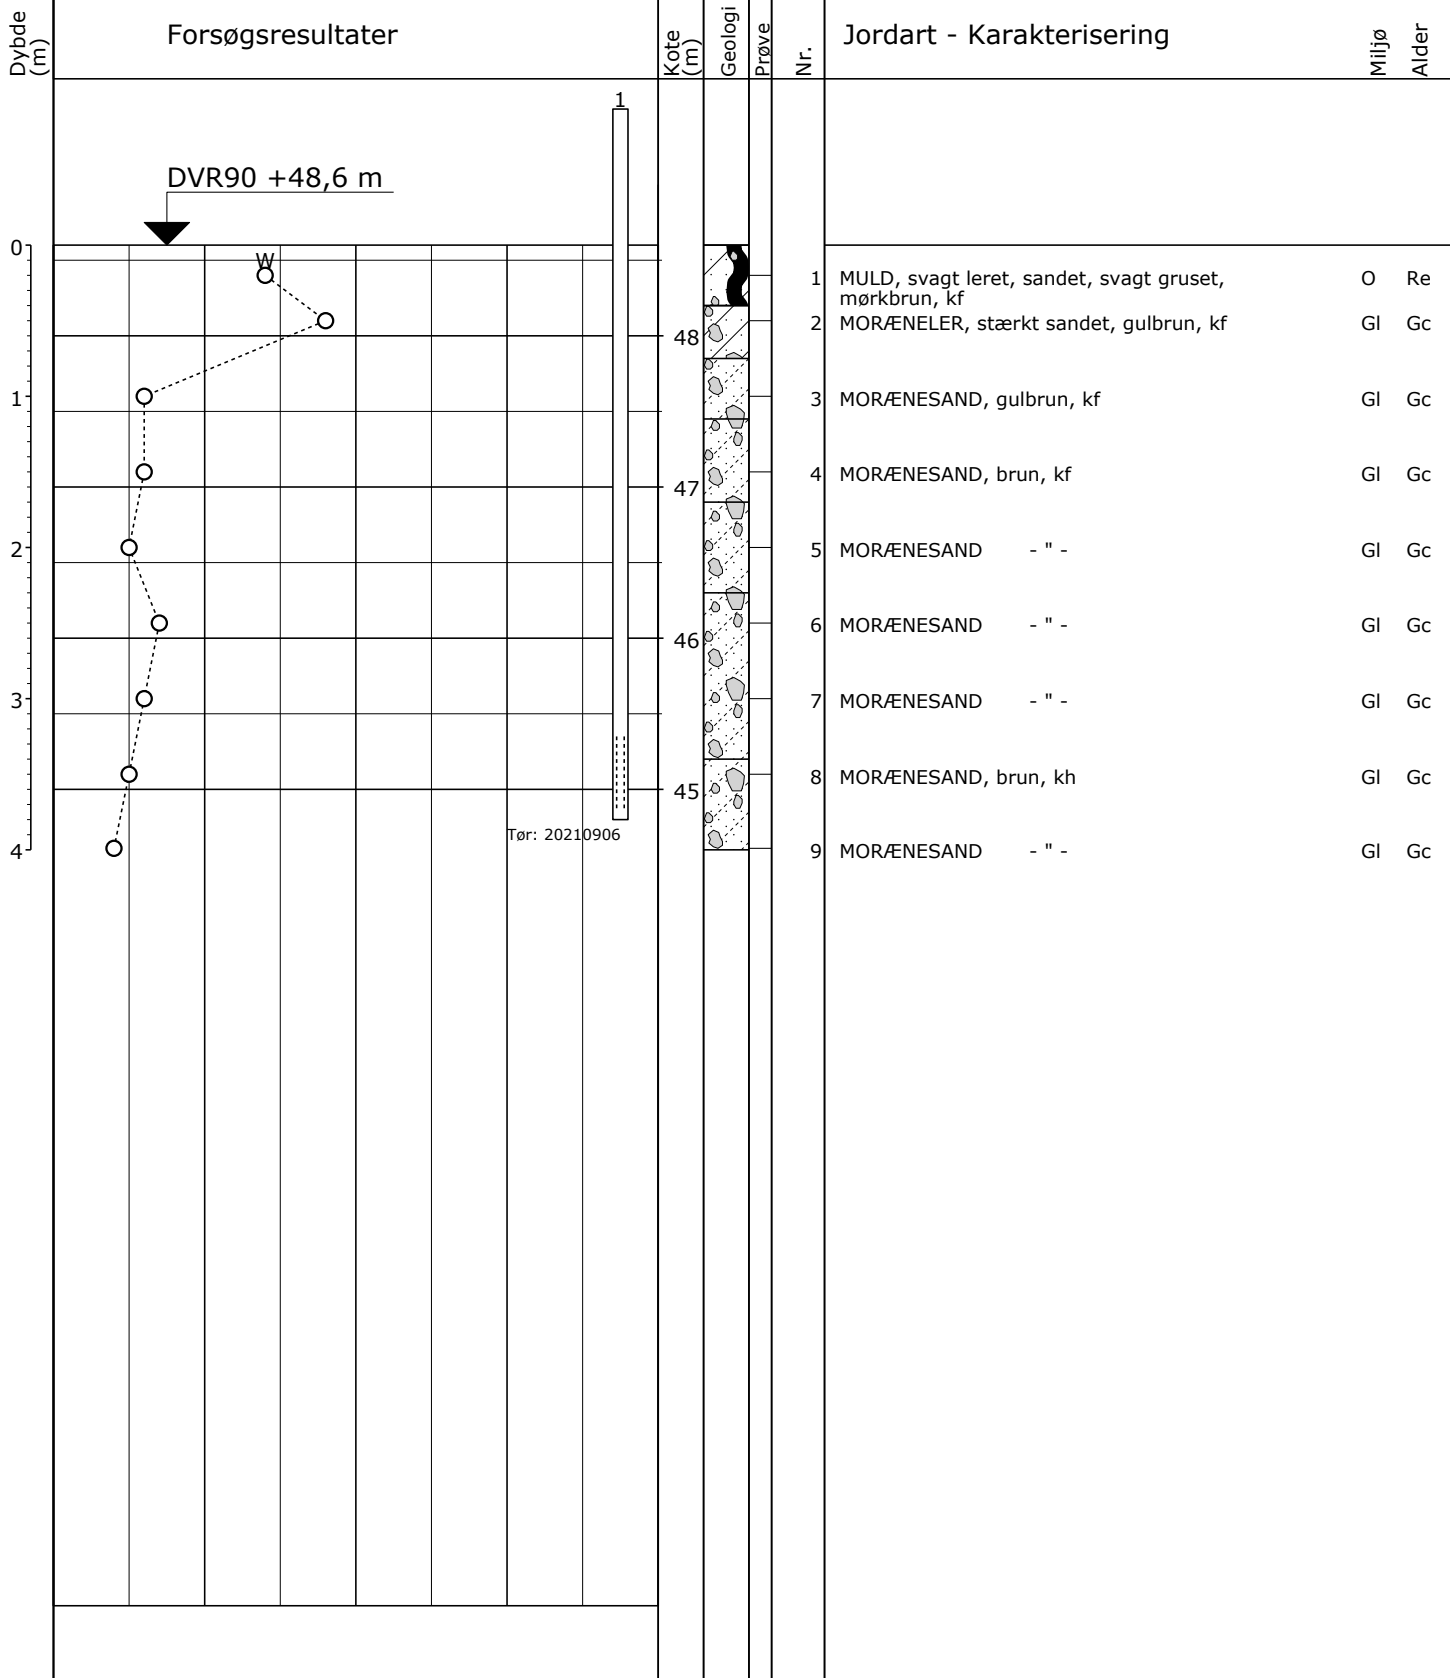 Dybde (m)
Forsøgsresultater
Kote (m)
Geologi
Prøve
Nr.
Jordart - Karakterisering
Miljø
Alder
1
DVR90 +48,6 m
0
W
1 MULD, svagt leret, sandet, svagt gruset, O Re
mørkbrun, kf
2 MORÆNELER, stærkt sandet, gulbrun, kf Gl Gc
48
1
3 MORÆNESAND, gulbrun, kf Gl Gc
4 MORÆNESAND, brun, kf Gl Gc
47
2
5 MORÆNESAND - " - Gl Gc
6 MORÆNESAND - " - Gl Gc
46
3
7 MORÆNESAND - " - Gl Gc
8 MORÆNESAND, brun, kh Gl Gc
45
Tør: 20210906
4
9 MORÆNESAND - " - Gl Gc